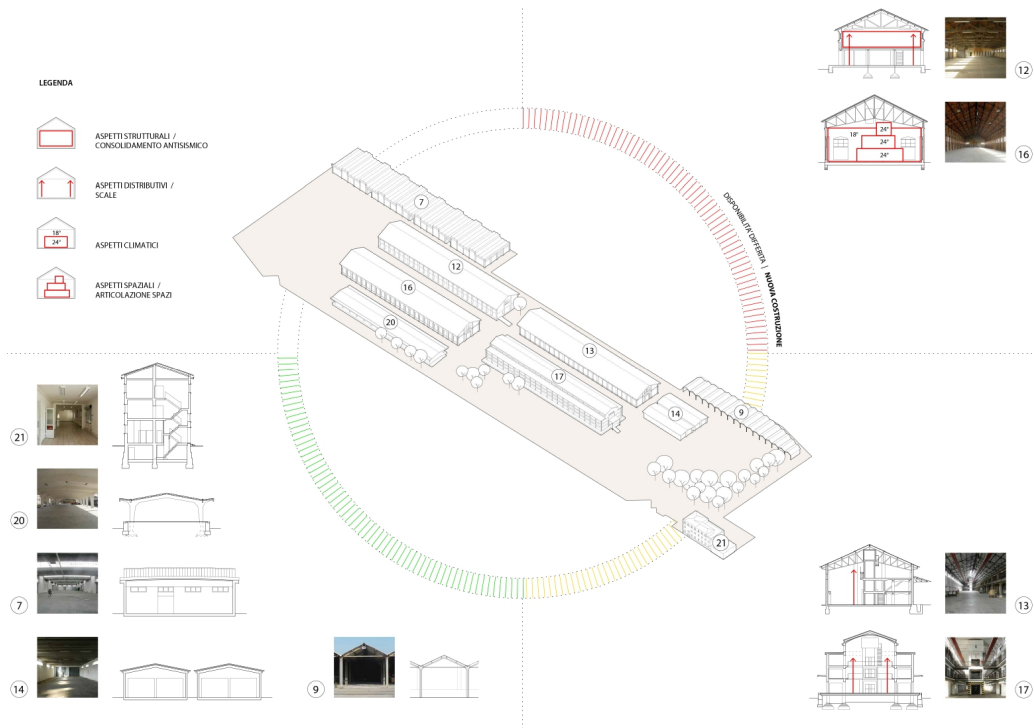 LEGENDA
ASPETTI STRUTTURALI /
CONSOLIDAMENTO ANTISISMICO
ASPETTI DISTRIBUTIVI /
SCALE
18°
24°
ASPETTI CLIMATICI
ASPETTI SPAZIALI /
ARTICOLAZIONE SPAZI
12
18°
24°
24°
24°
16
DISPONIBILITA' DIFFERITA | NUOVA COSTRUZIONE
7
12
16
20
13
17
14
9
21
21
20
7
14
9
13
17